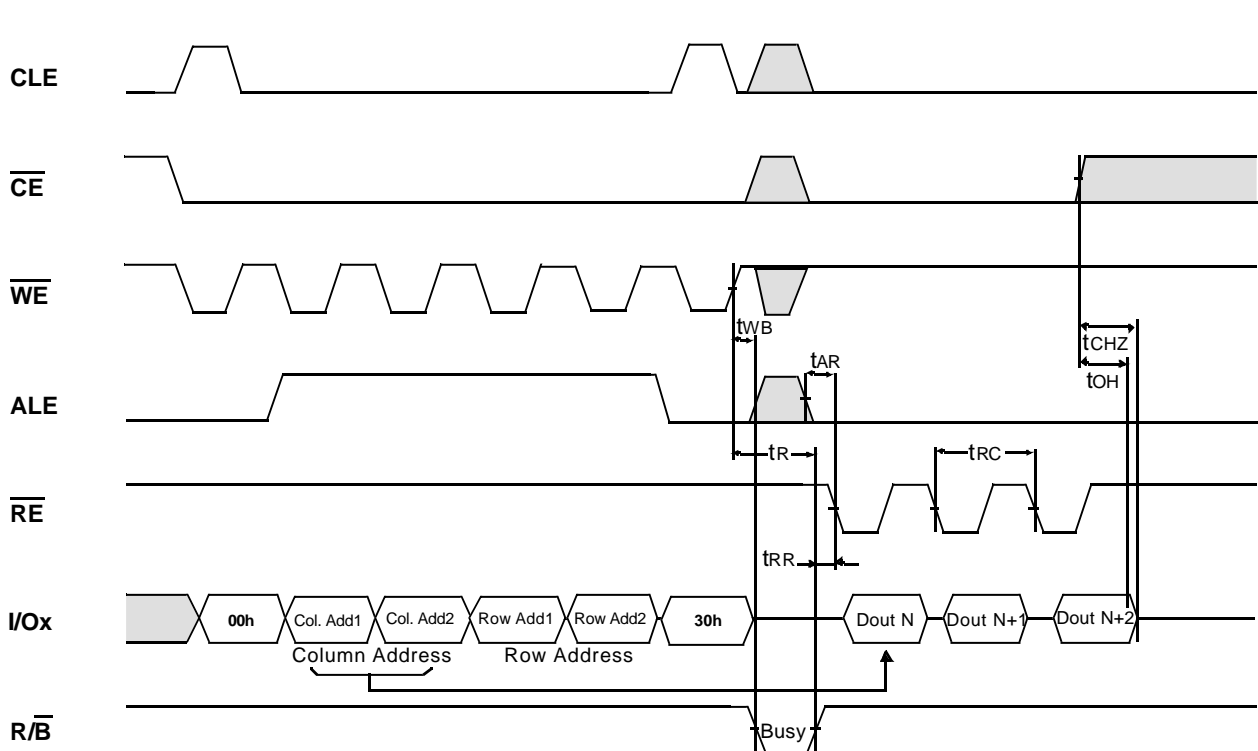 CLE
CE
WE
tWB
tCHZ
tAR
tOH
ALE
tR
tRC
RE
tRR
I/Ox
00h
Col. Add1
Col. Add2
Row Add1
Row Add2
30h
Dout N
Dout N+1
Dout N+2
Column Address
Row Address
R/B
Busy